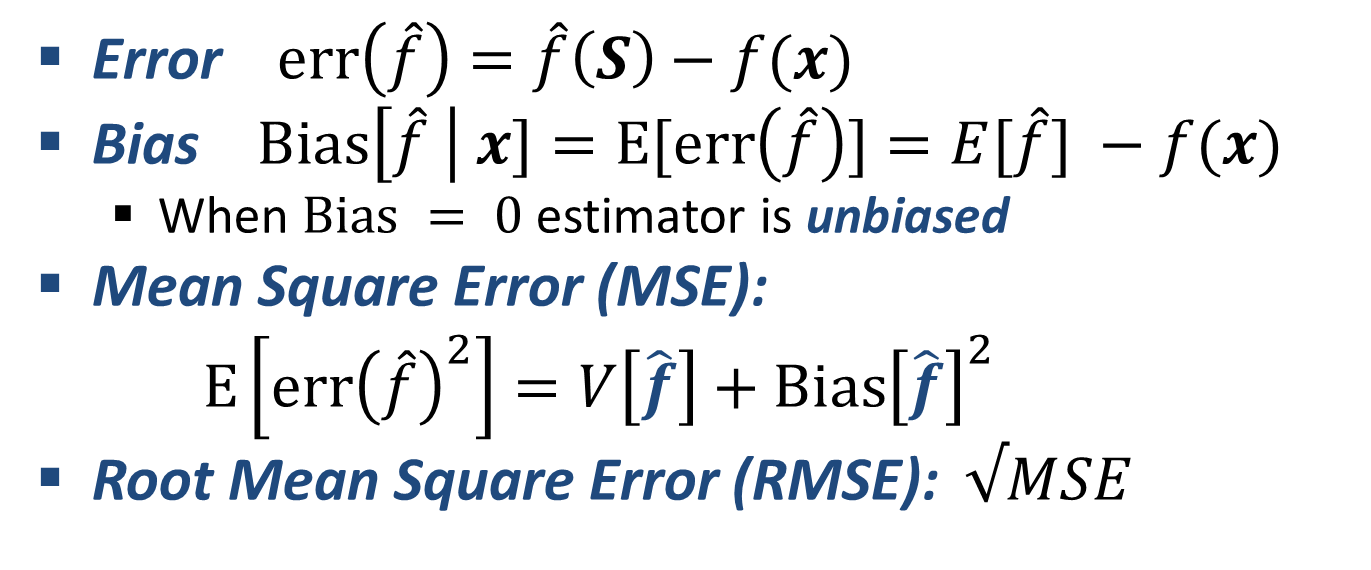 ▪ Error err(f̂) = f̂(S) − f(x)
▪ Bias Bias[f̂ | x] = E[err(f̂)] = E[f̂] − f(x)
▪ When Bias = 0 estimator is unbiased
▪ Mean Square Error (MSE):
E[err(f̂)²] = V[f̂] + Bias[f̂]²
▪ Root Mean Square Error (RMSE): √MSE